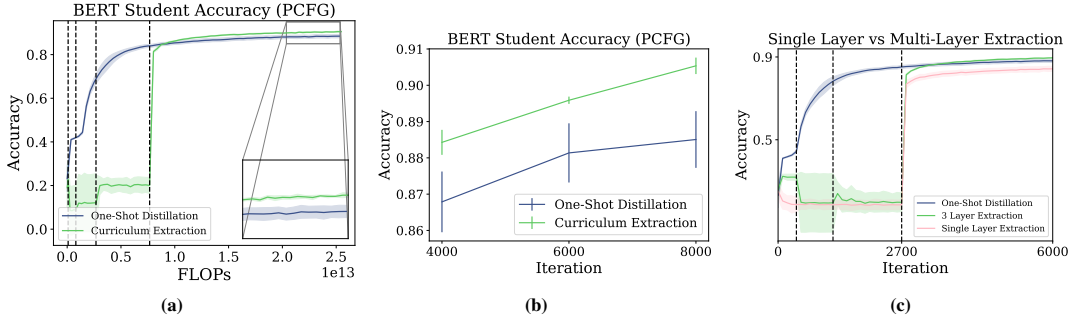 BERT Student Accuracy (PCFG)
Accuracy
0.8
0.6
0.4
0.2
0.0
One-Shot Distillation
Curriculum Extraction
0.0 0.5 1.0 1.5 2.0 2.5
1e13
FLOPs
(a)
BERT Student Accuracy (PCFG)
Accuracy
0.91
0.90
0.89
0.88
0.87
0.86
One-Shot Distillation
Curriculum Extraction
4000 6000 8000
Iteration
(b)
Single Layer vs Multi-Layer Extraction
Accuracy
0.9
0.5
One-Shot Distillation
3 Layer Extraction
Single Layer Extraction
0 2700 6000
Iteration
(c)